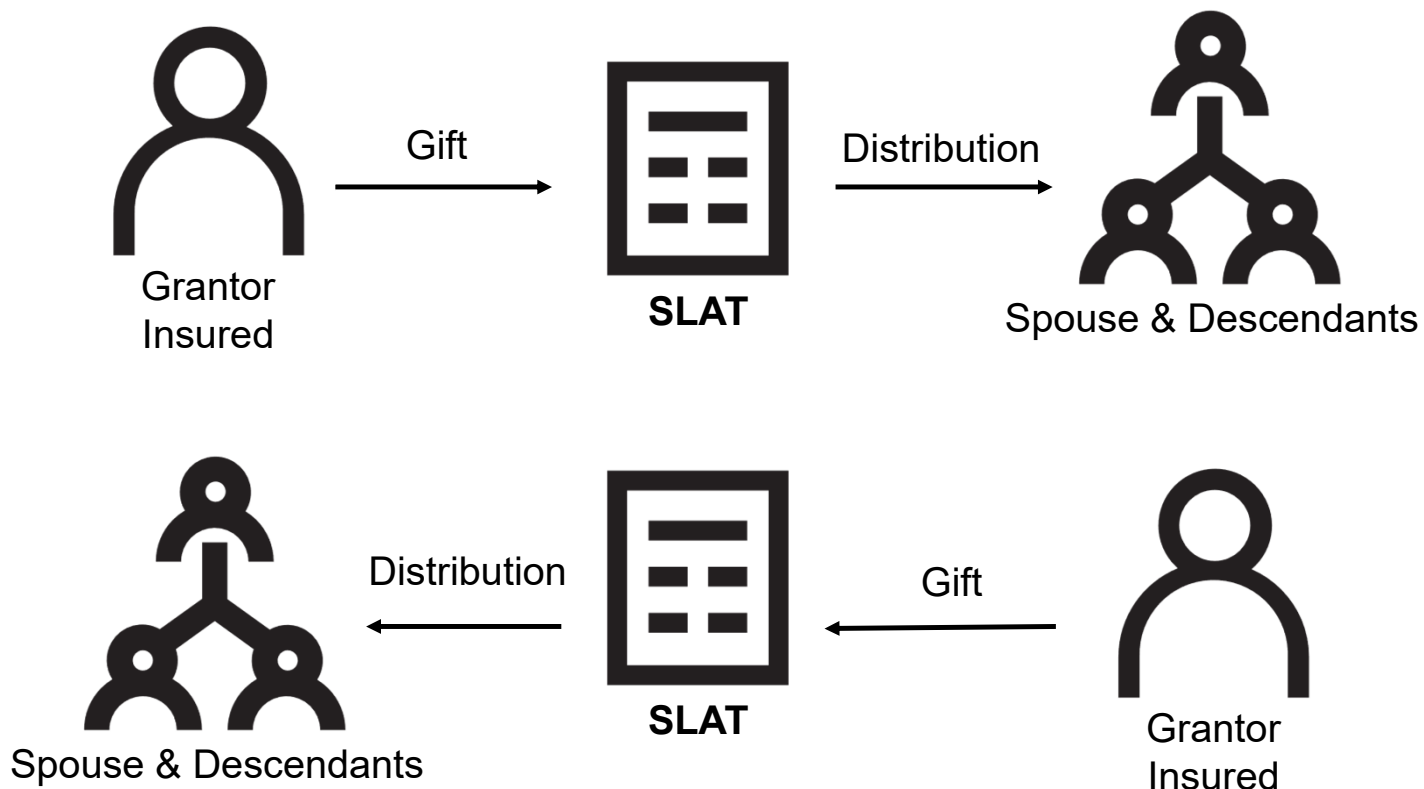 Gift
Distribution
Grantor
Insured
SLAT
Spouse & Descendants
Distribution
Gift
SLAT
Grantor
Insured
Spouse & Descendants